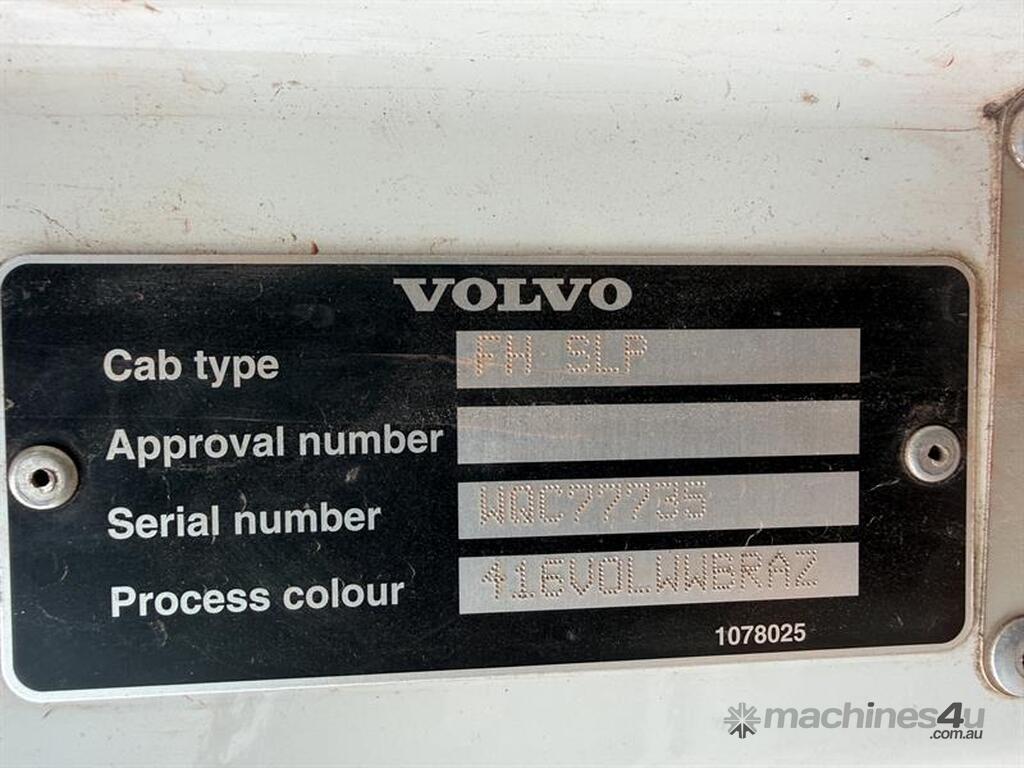 VOLVO
Cab type FH SLP
Approval number
Serial number WQC77735
Process colour 416VOLWWBRAZ
1078025
machines4u
.com.au